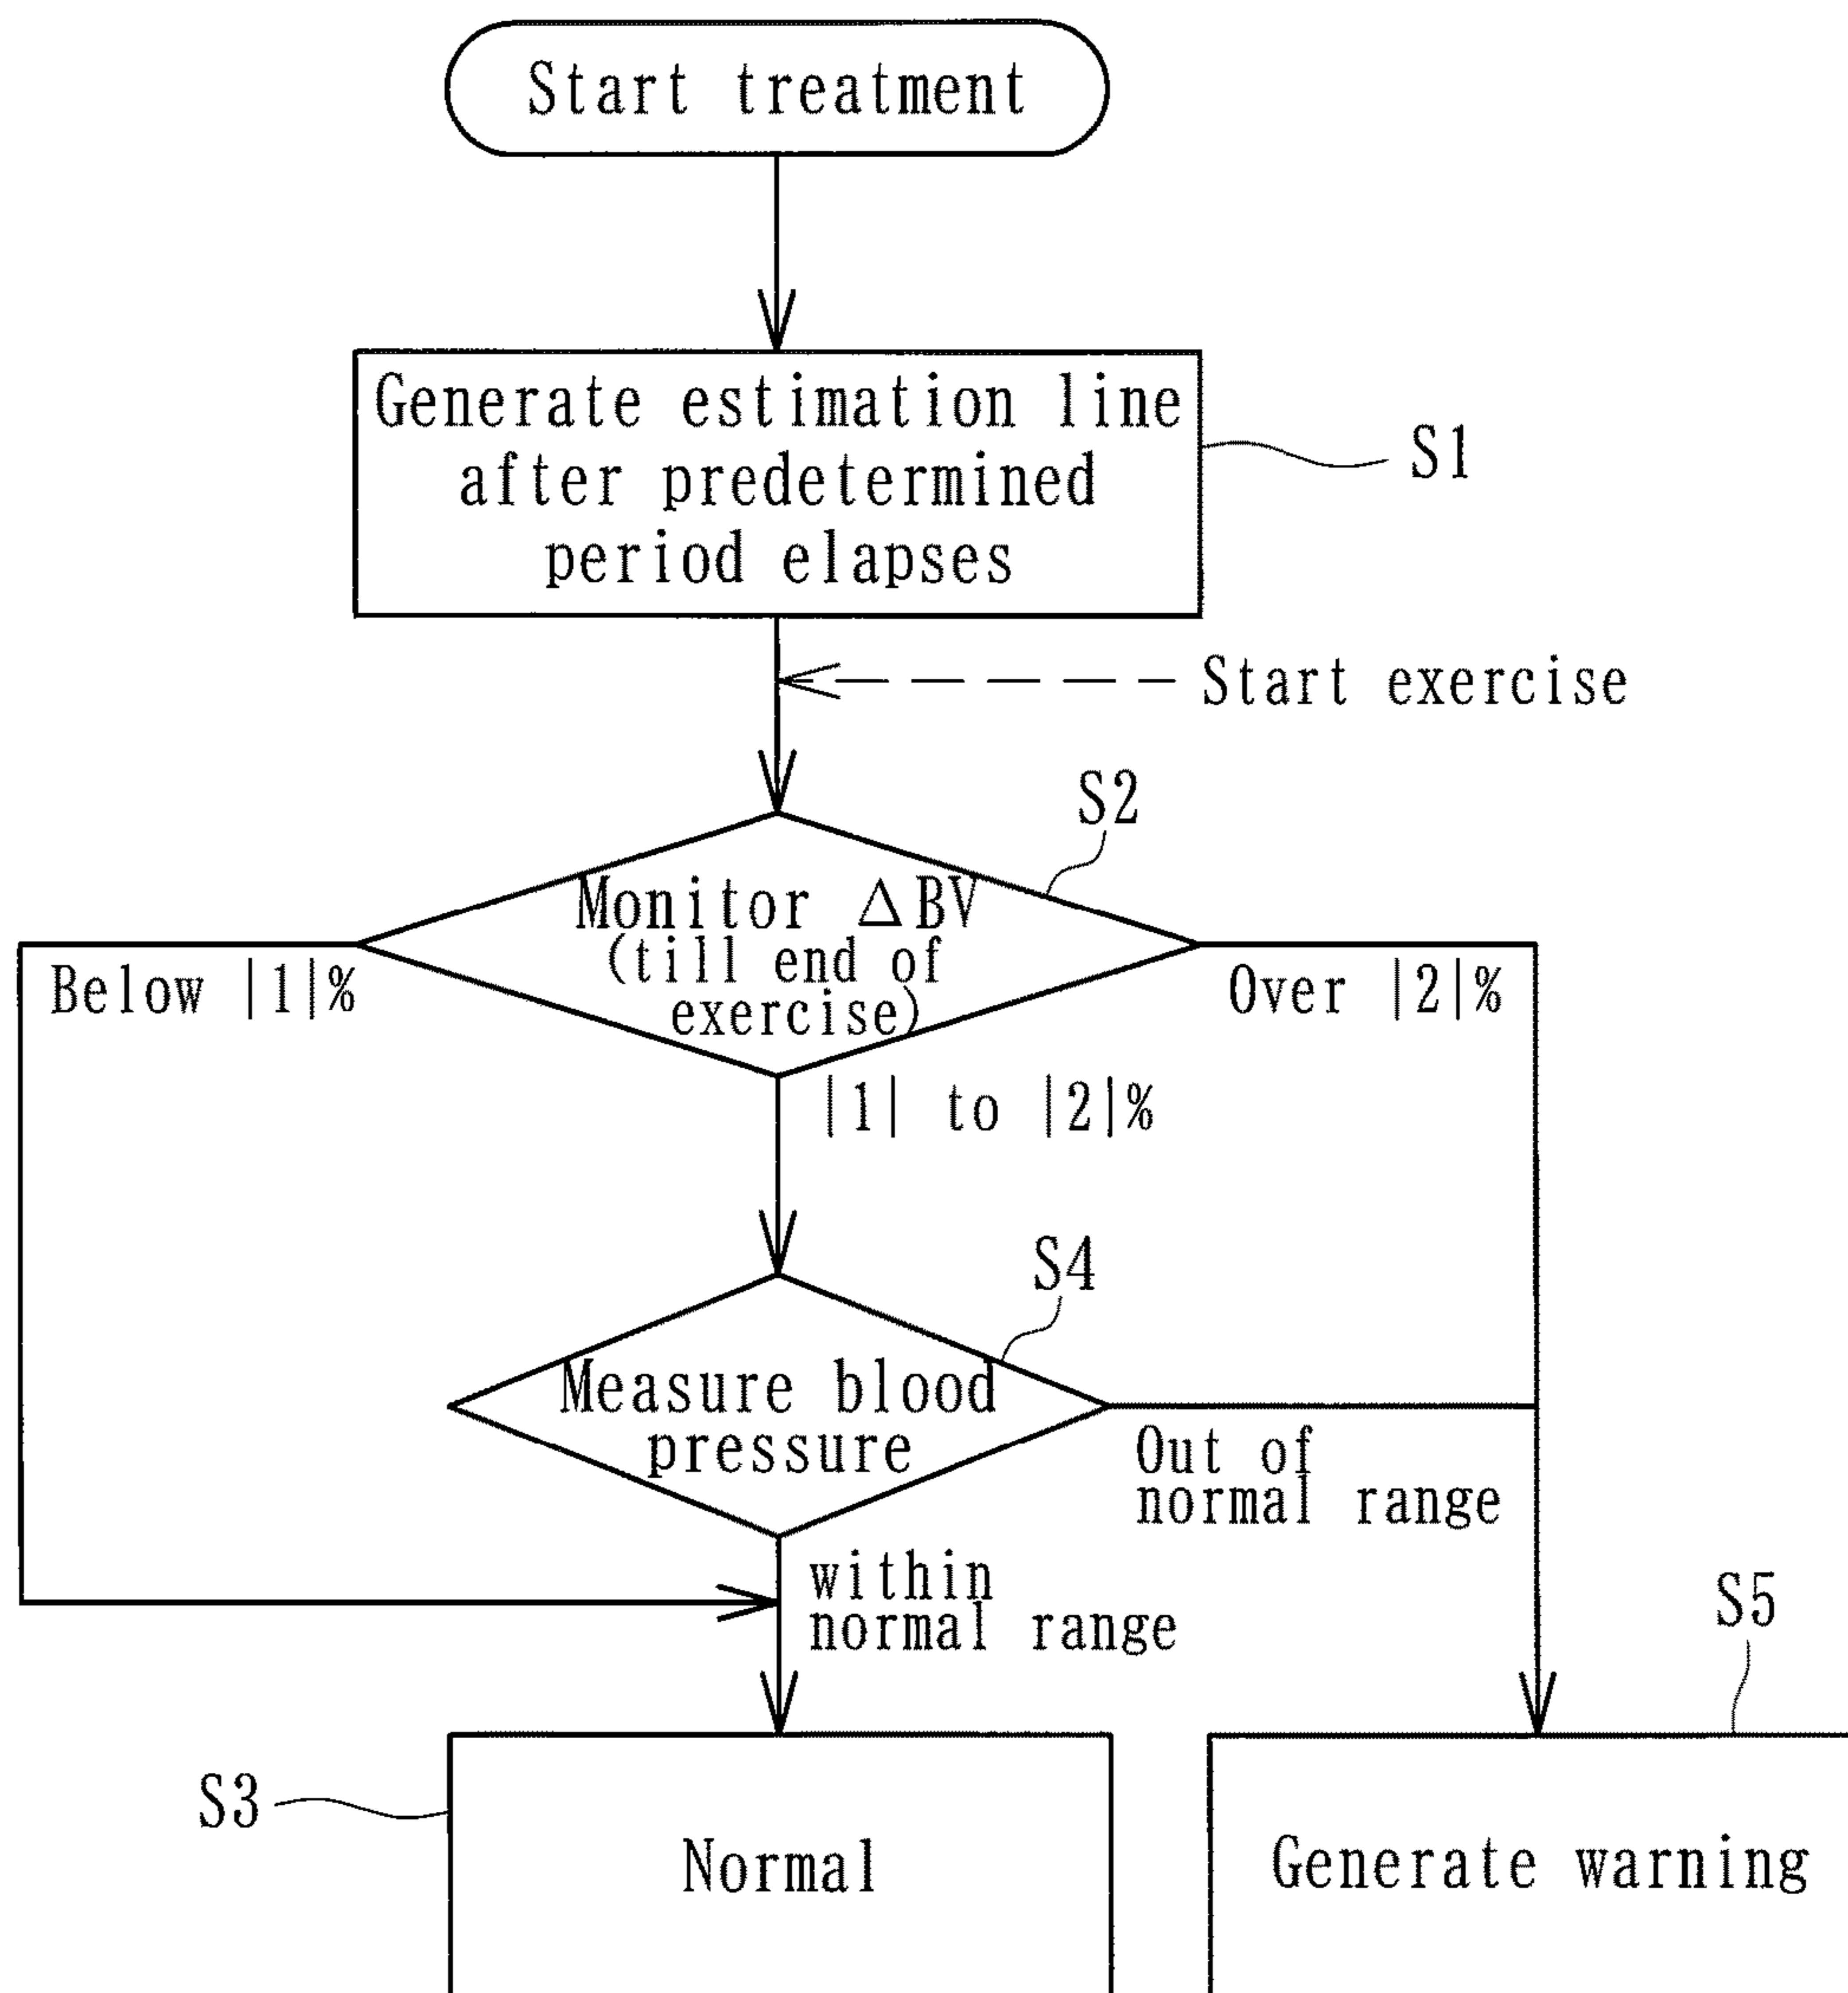 Start treatment
Generate estimation line
after predetermined
period elapses
S1
Start exercise
S2
Monitor ΔBV
(till end of
exercise)
Below |1|%
Over |2|%
|1| to |2|%
S4
Measure blood
pressure
Out of
normal range
within
normal range
S5
S3
Normal
Generate warning